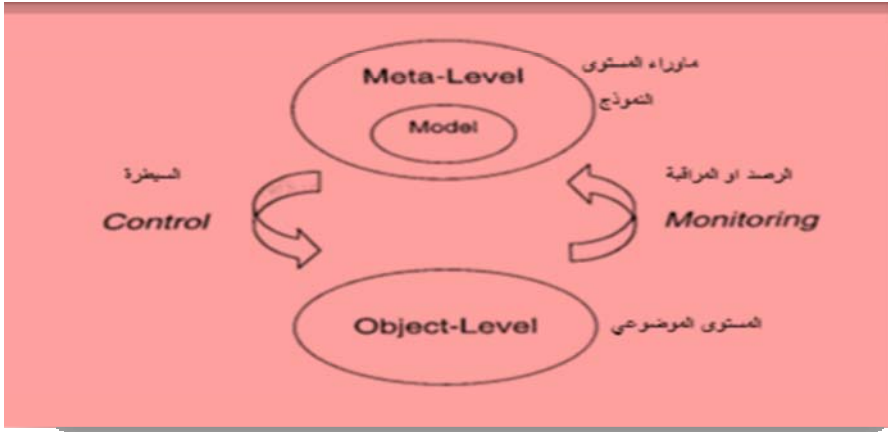 Meta-Level
ماوراء المستوى
النموذج
Model
السيطرة
Control
الرصد او المراقبة
Monitoring
Object-Level
المستوى الموضوعي